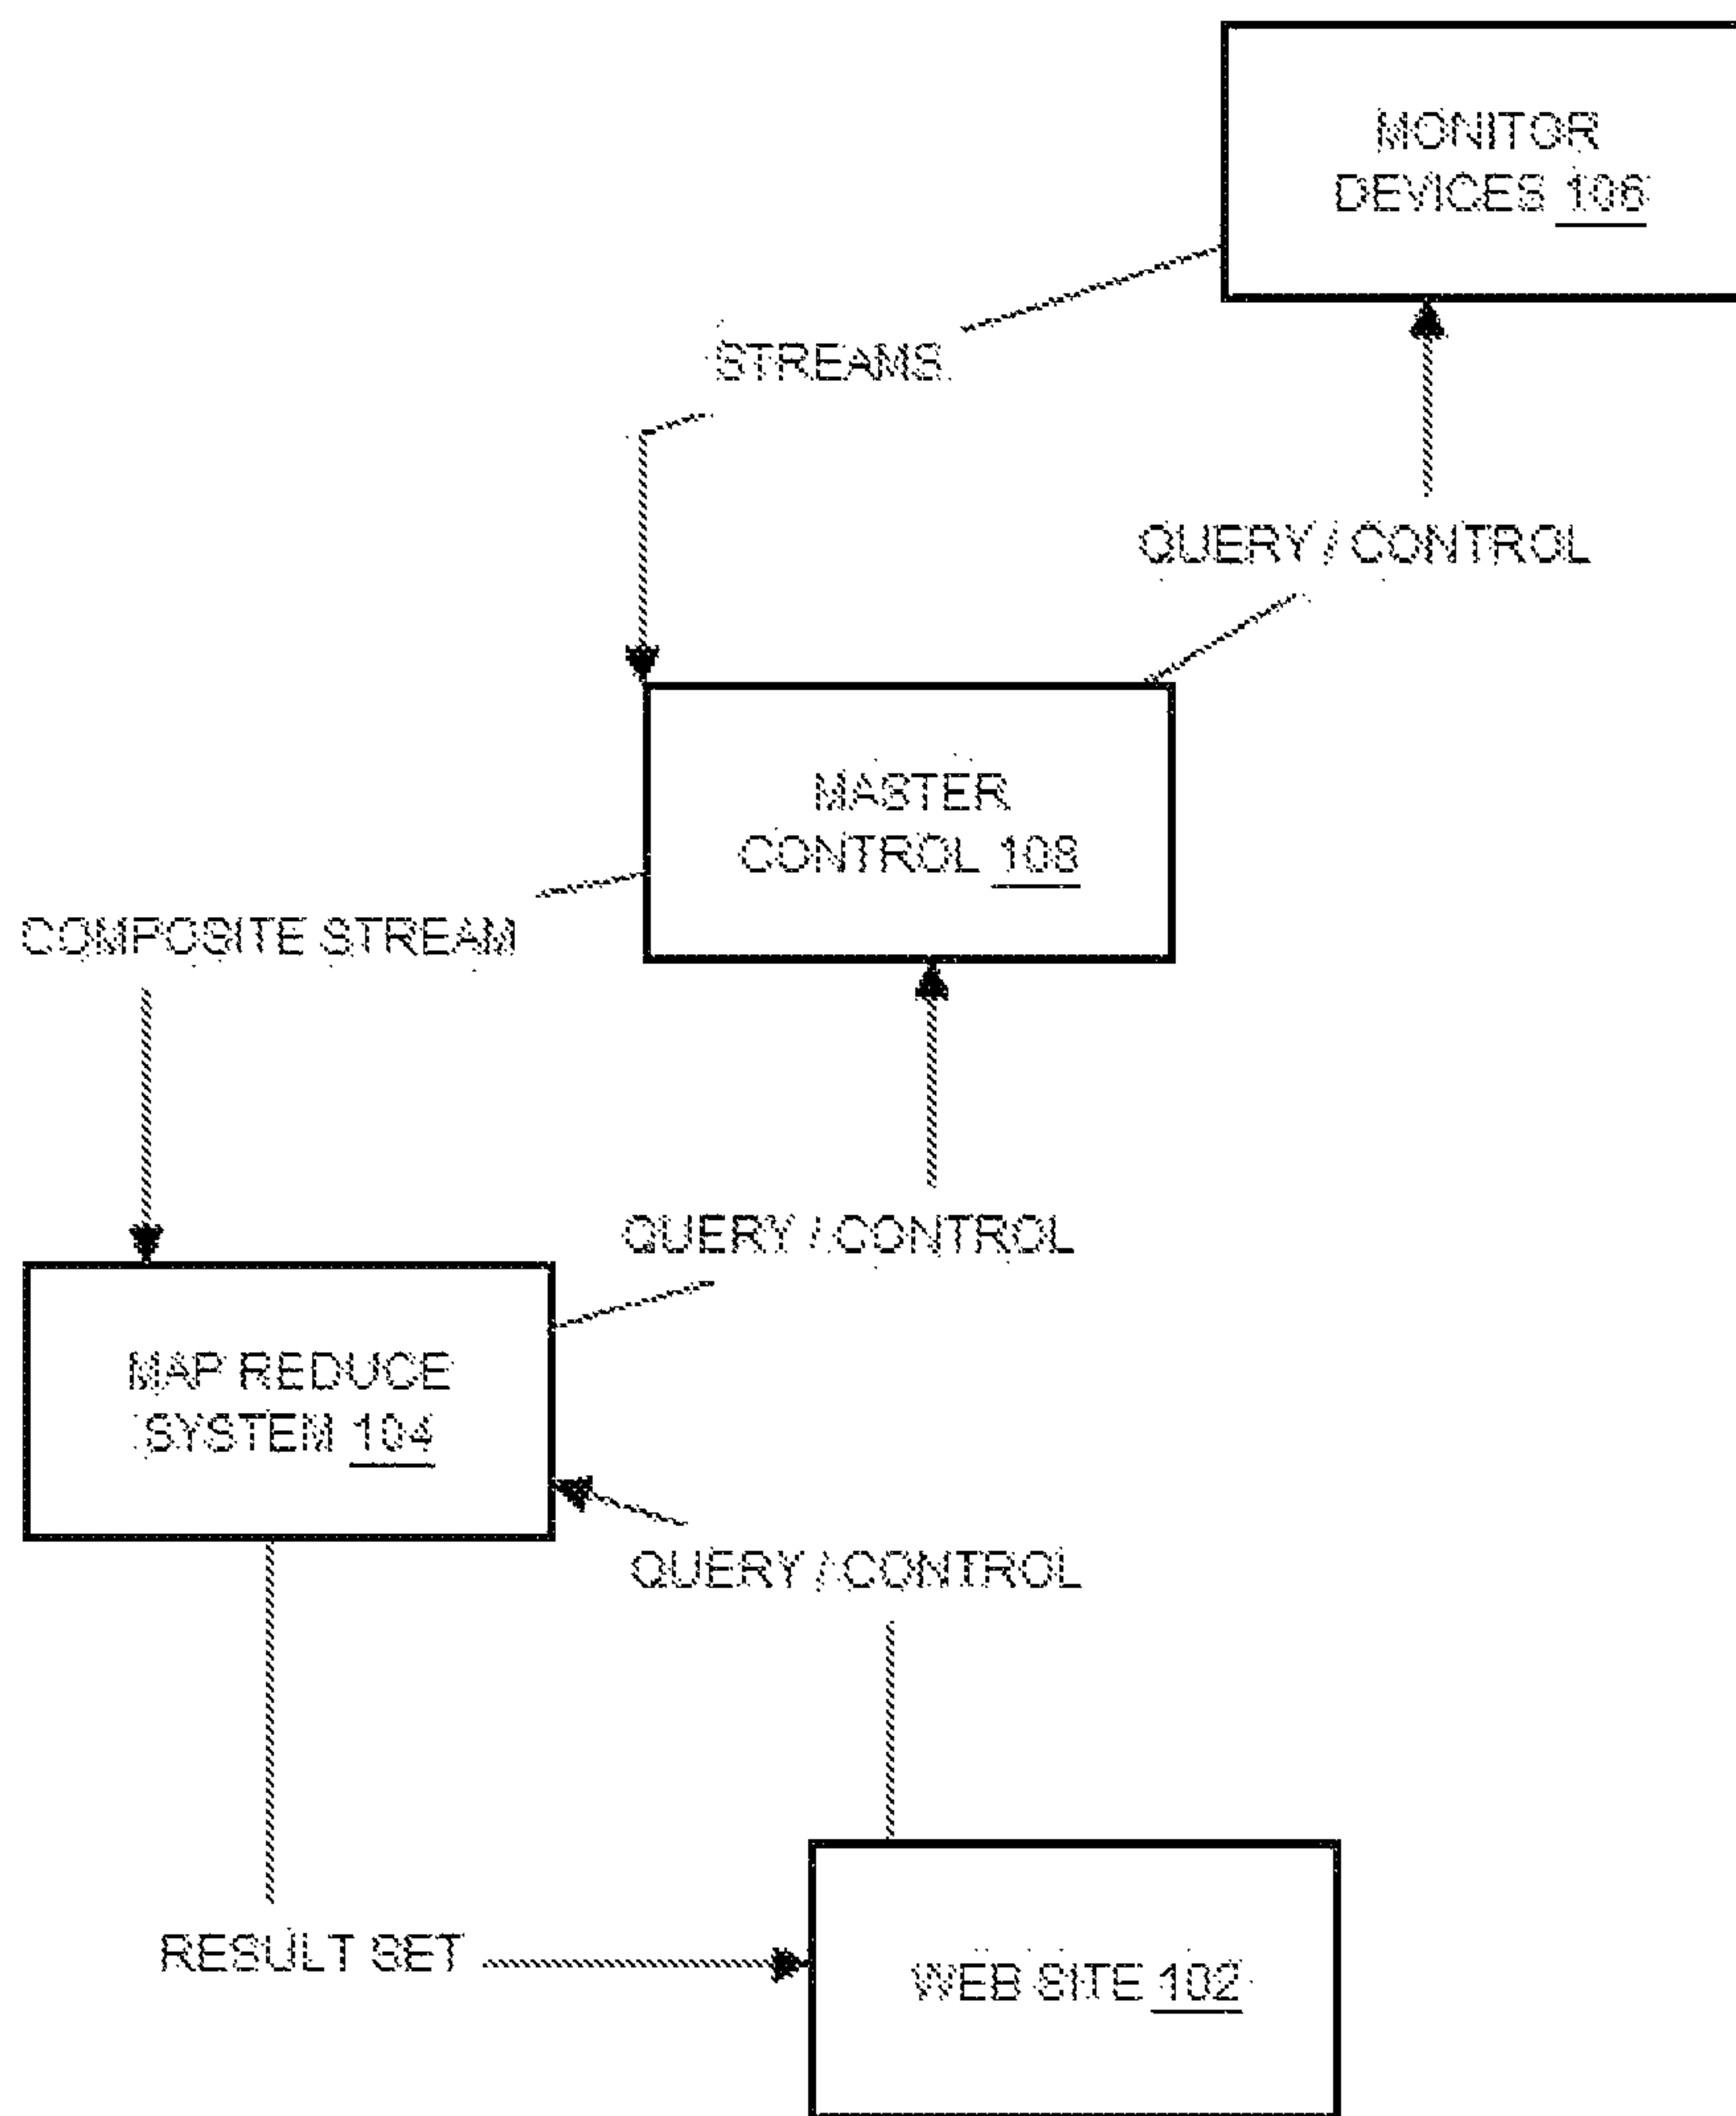 MONITOR
DEVICES 106
STREAMS
QUERY / CONTROL
MASTER
CONTROL 108
COMPOSITE STREAM
QUERY / CONTROL
MAP REDUCE
SYSTEM 104
QUERY / CONTROL
RESULT SET
WEB SITE 102